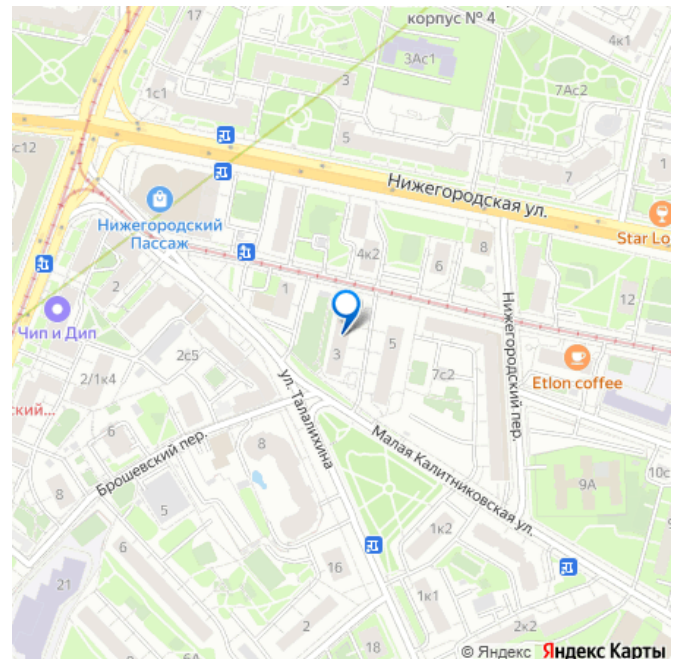 корпус № 4
17
3Ас1
4к1
1с1
3
7Ас2
с12
5
1
7
Нижегородская ул.
Нижегородский
Пассаж
Star Lo
4к2
8
6
2
1
12
Чип и Дип
Нижегородский пер.
2с5
3
5
7с2
Etlon coffee
2/1к4
ский...
ул. Талалихина
Малая Калитниковская ул.
Брошевский пер.
8
10с
9А
8
5
1к2
6
16
21
1к1
6
2
18
2к2
© Яндекс Яндекс Карты